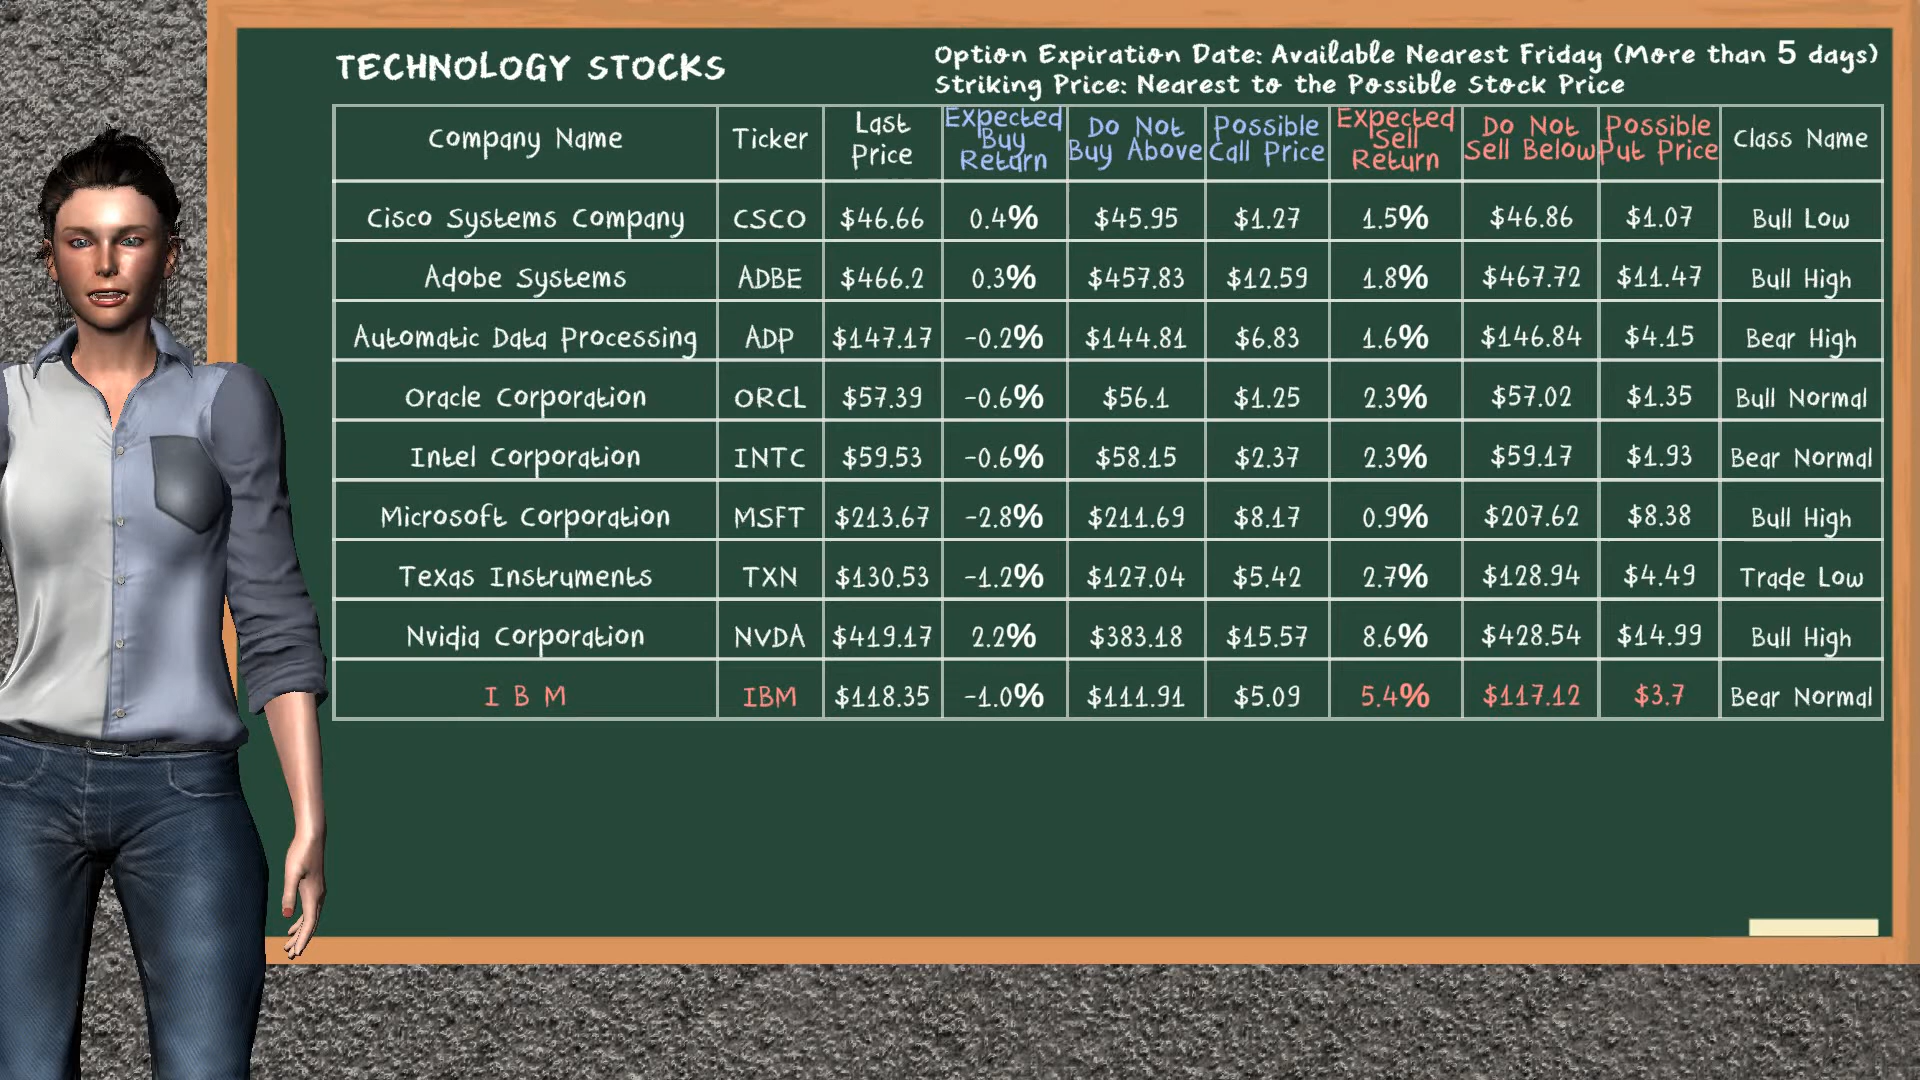 TECHNOLOGY STOCKS
Option Expiration Date: Available Nearest Friday (More than 5 days)
Striking Price: Nearest to the Possible Stock Price
Company Name Ticker Last Price Expected Buy Return Do Not Buy Above Possible Call Price Expected Sell Return Do Not Sell Below Possible Put Price Class Name
Cisco Systems Company CSCO $46.66 0.4% $45.95 $1.27 1.5% $46.86 $1.07 Bull Low
Adobe Systems ADBE $466.2 0.3% $457.83 $12.59 1.8% $467.72 $11.47 Bull High
Automatic Data Processing ADP $147.17 -0.2% $144.81 $6.83 1.6% $146.84 $4.15 Bear High
Oracle Corporation ORCL $57.39 -0.6% $56.1 $1.25 2.3% $57.02 $1.35 Bull Normal
Intel Corporation INTC $59.53 -0.6% $58.15 $2.37 2.3% $59.17 $1.93 Bear Normal
Microsoft Corporation MSFT $213.67 -2.8% $211.69 $8.17 0.9% $207.62 $8.38 Bull High
Texas Instruments TXN $130.53 -1.2% $127.04 $5.42 2.7% $128.94 $4.49 Trade Low
Nvidia Corporation NVDA $419.17 2.2% $383.18 $15.57 8.6% $428.54 $14.99 Bull High
I B M IBM $118.35 -1.0% $111.91 $5.09 5.4% $117.12 $3.7 Bear Normal